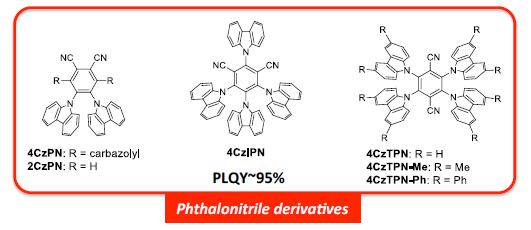 NC CN
R R
N N
4CzPN: R = carbazolyl
2CzPN: R = H
N
NC CN
N N
N
4CzIPN
PLQY~95%
R R
CN
N N
R R
R R
N N
CN
R R
4CzTPN: R = H
4CzTPN-Me: R = Me
4CzTPN-Ph: R = Ph
Phthalonitrile derivatives